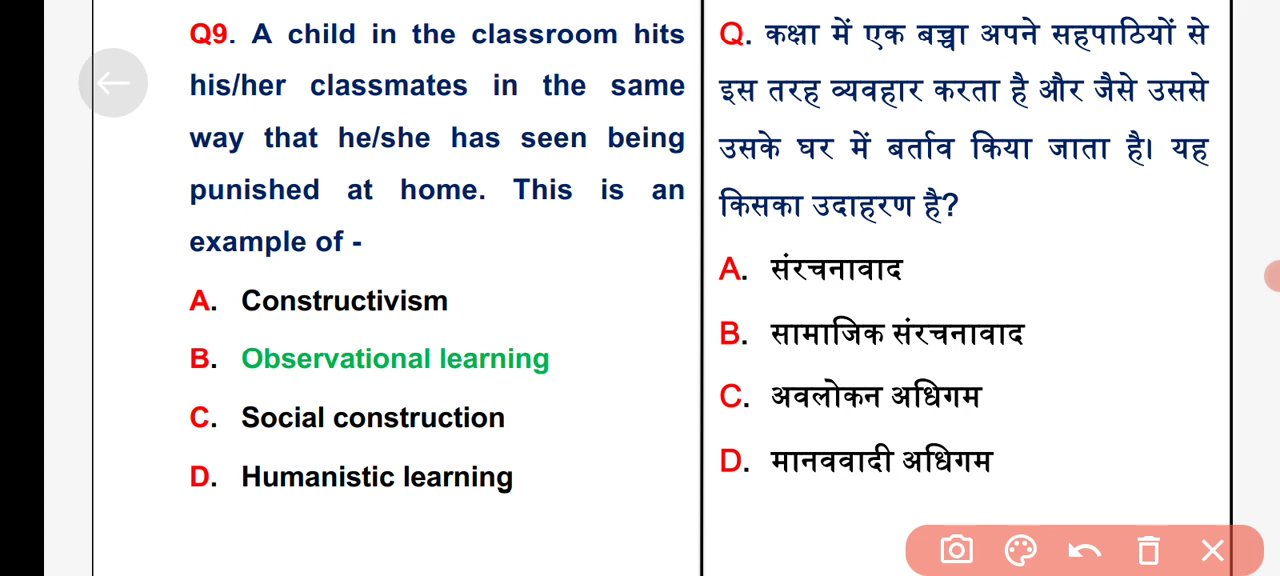 Q9. A child in the classroom hits
his/her classmates in the same
way that he/she has seen being
punished at home. This is an
example of -
A. Constructivism
B. Observational learning
C. Social construction
D. Humanistic learning
Q. कक्षा में एक बच्चा अपने सहपाठियों से
इस तरह व्यवहार करता है और जैसे उससे
उसके घर में बर्ताव किया जाता है। यह
किसका उदाहरण है?
A. संरचनावाद
B. सामाजिक संरचनावाद
C. अवलोकन अधिगम
D. मानववादी अधिगम